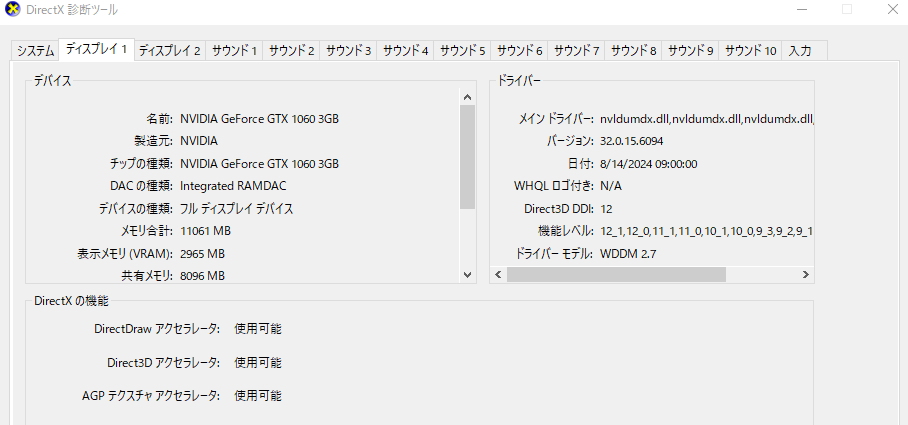 DirectX 診断ツール
システム ディスプレイ 1 ディスプレイ 2 サウンド 1 サウンド 2 サウンド 3 サウンド 4 サウンド 5 サウンド 6 サウンド 7 サウンド 8 サウンド 9 サウンド 10 入力
デバイス
名前: NVIDIA GeForce GTX 1060 3GB
製造元: NVIDIA
チップの種類: NVIDIA GeForce GTX 1060 3GB
DAC の種類: Integrated RAMDAC
デバイスの種類: フル ディスプレイ デバイス
メモリ合計: 11061 MB
表示メモリ (VRAM): 2965 MB
共有メモリ: 8096 MB
ドライバー
メイン ドライバー: nvldumdx.dll,nvldumdx.dll,nvldumdx.dll,
バージョン: 32.0.15.6094
日付: 8/14/2024 09:00:00
WHQL ロゴ付き: N/A
Direct3D DDI: 12
機能レベル: 12_1,12_0,11_1,11_0,10_1,10_0,9_3,9_2,9_1
ドライバー モデル: WDDM 2.7
DirectX の機能
DirectDraw アクセラレータ: 使用可能
Direct3D アクセラレータ: 使用可能
AGP テクスチャ アクセラレータ: 使用可能